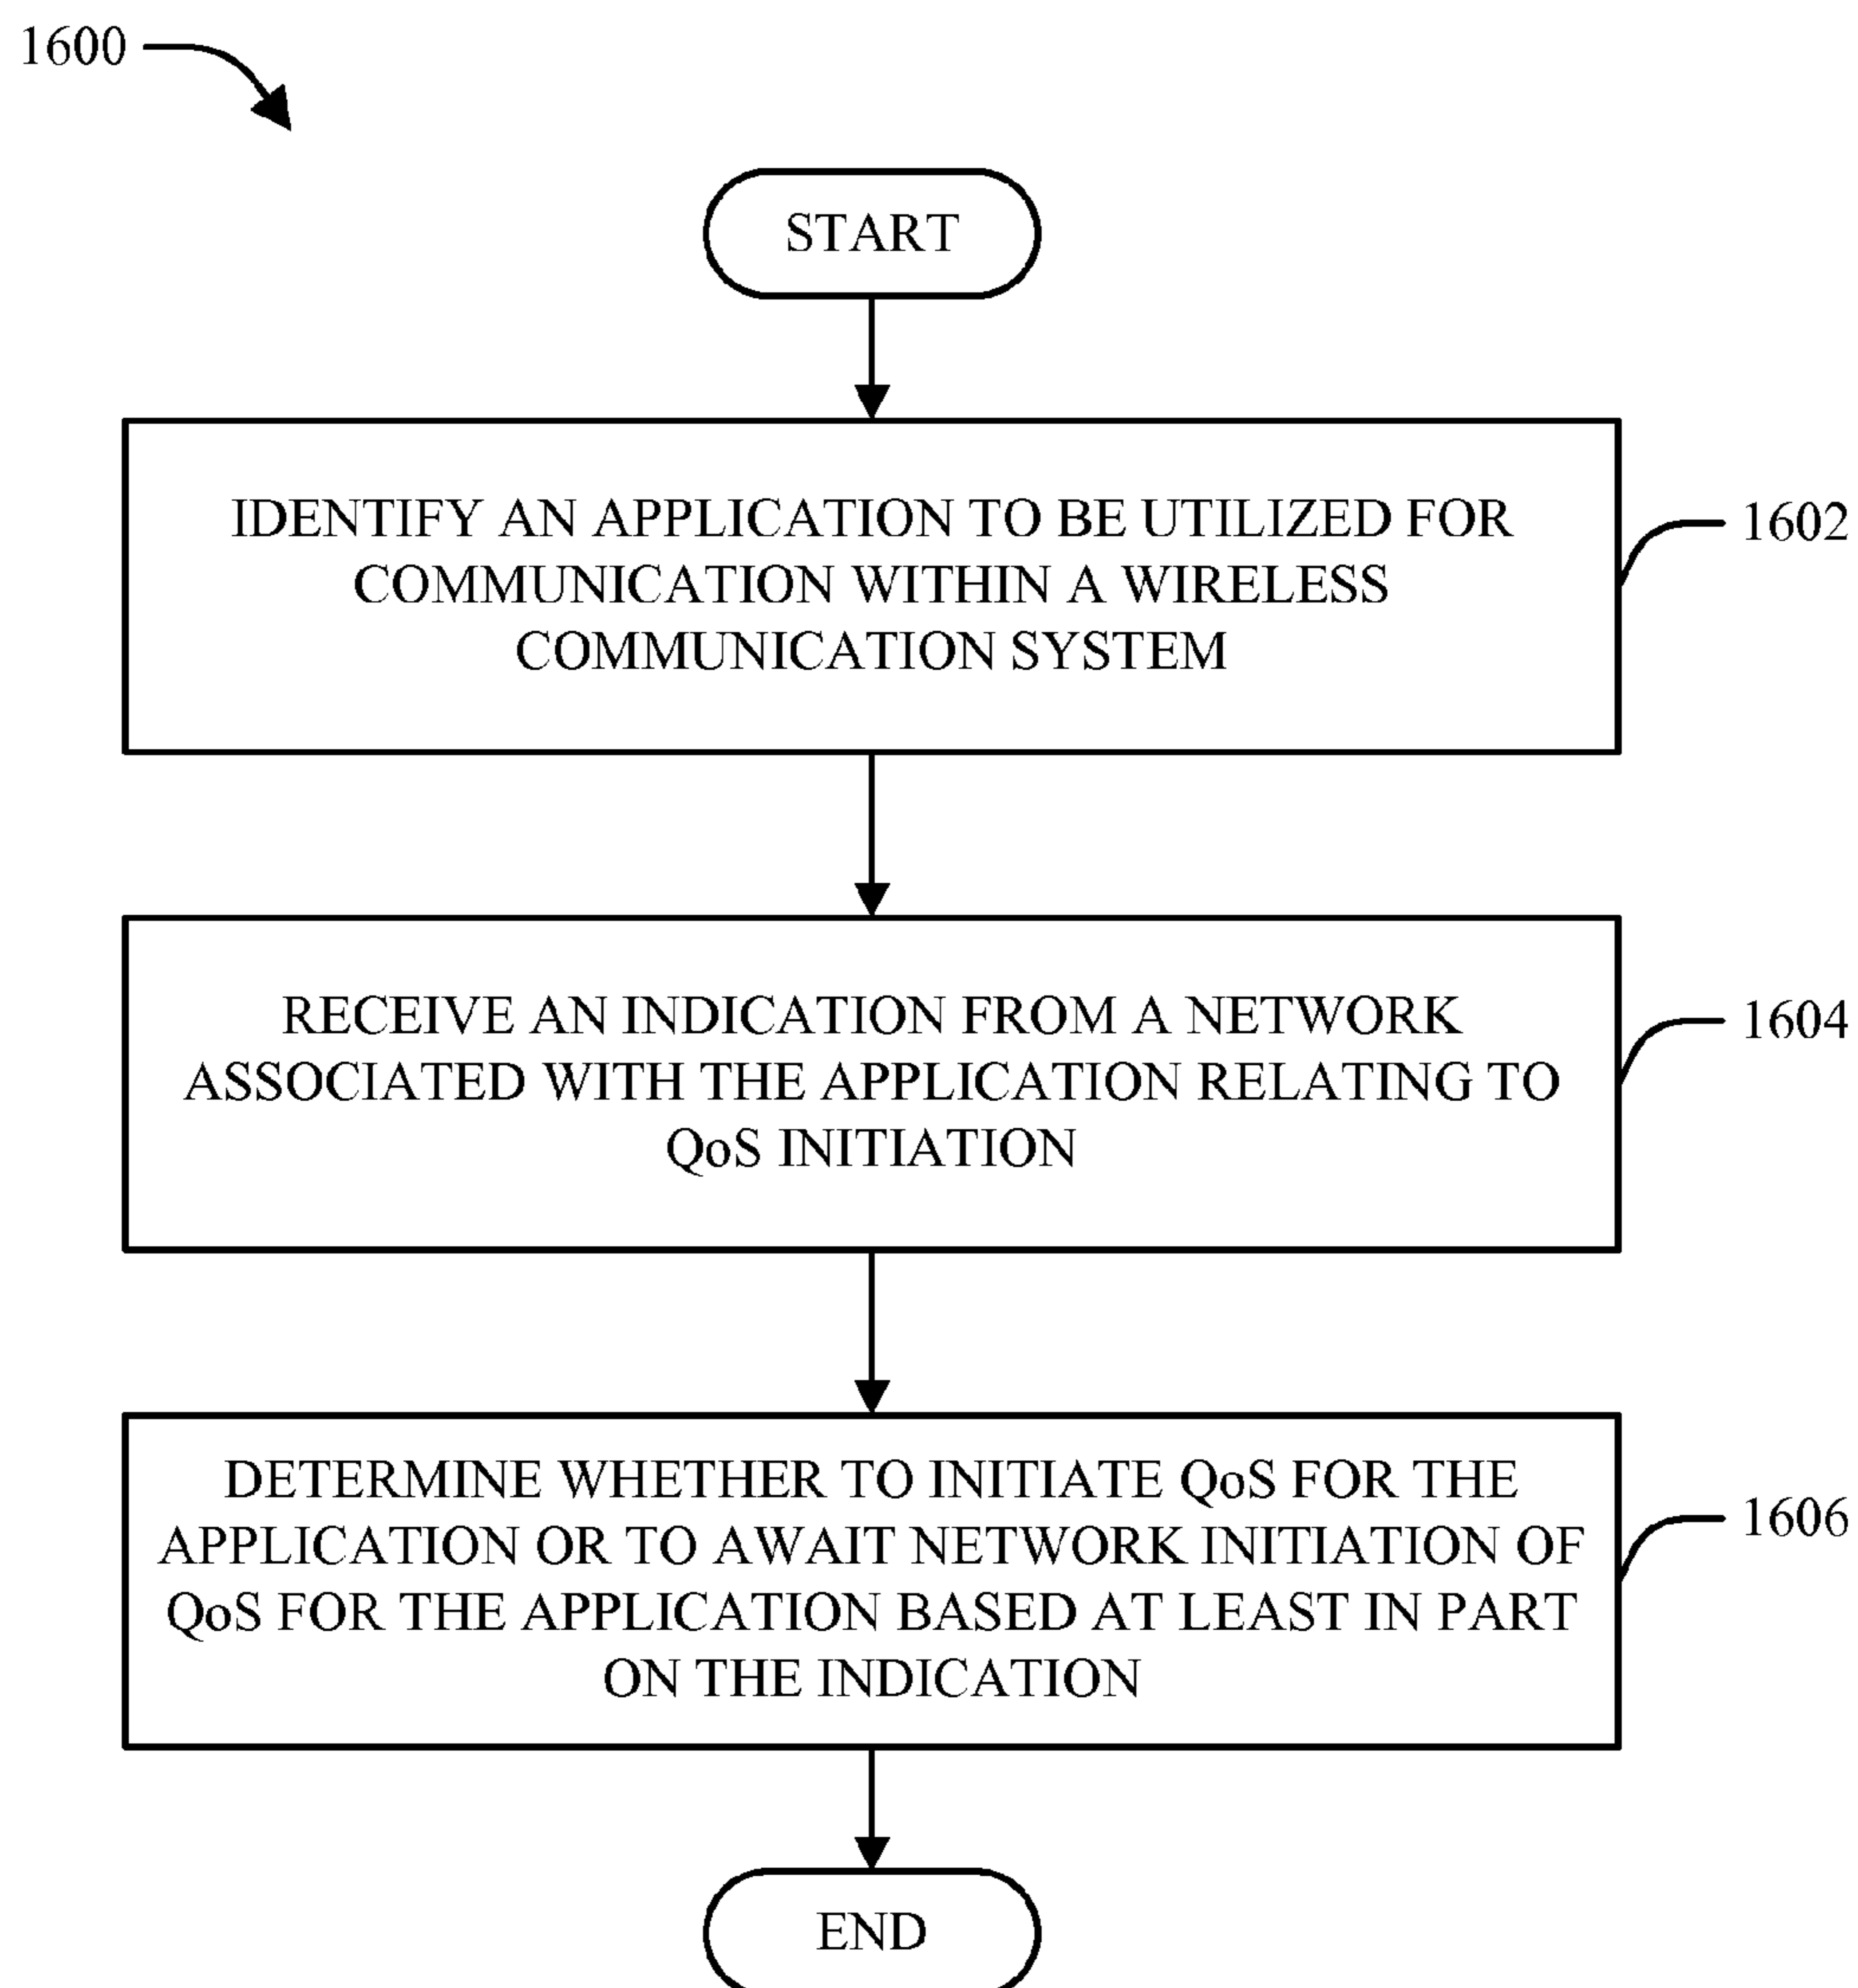 1600
START
IDENTIFY AN APPLICATION TO BE UTILIZED FOR
COMMUNICATION WITHIN A WIRELESS
COMMUNICATION SYSTEM
1602
RECEIVE AN INDICATION FROM A NETWORK
ASSOCIATED WITH THE APPLICATION RELATING TO
QoS INITIATION
1604
DETERMINE WHETHER TO INITIATE QoS FOR THE
APPLICATION OR TO AWAIT NETWORK INITIATION OF
QoS FOR THE APPLICATION BASED AT LEAST IN PART
ON THE INDICATION
1606
END